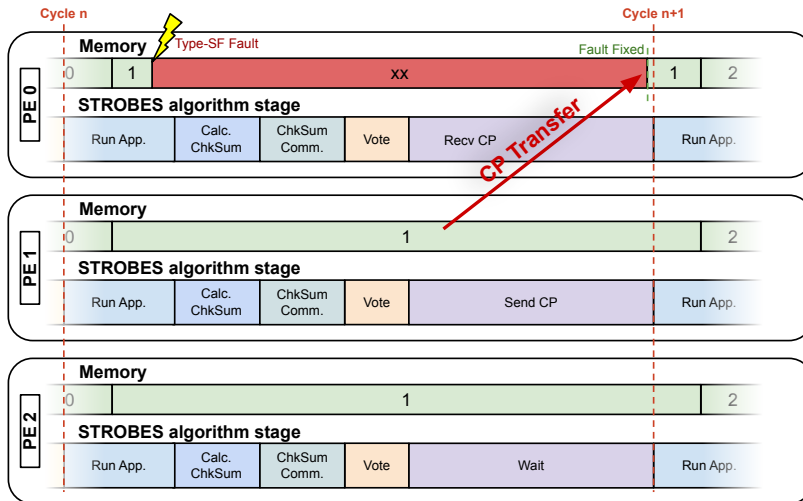 Cycle n
Cycle n+1
PE 0
Memory
Type-SF Fault
Fault Fixed
0
1
xx
1
2
STROBES algorithm stage
Run App.
Calc.
ChkSum
ChkSum
Comm.
Vote
Recv CP
Run App.
CP Transfer
PE 1
Memory
0
1
2
STROBES algorithm stage
Run App.
Calc.
ChkSum
ChkSum
Comm.
Vote
Send CP
Run App.
PE 2
Memory
0
1
2
STROBES algorithm stage
Run App.
Calc.
ChkSum
ChkSum
Comm.
Vote
Wait
Run App.